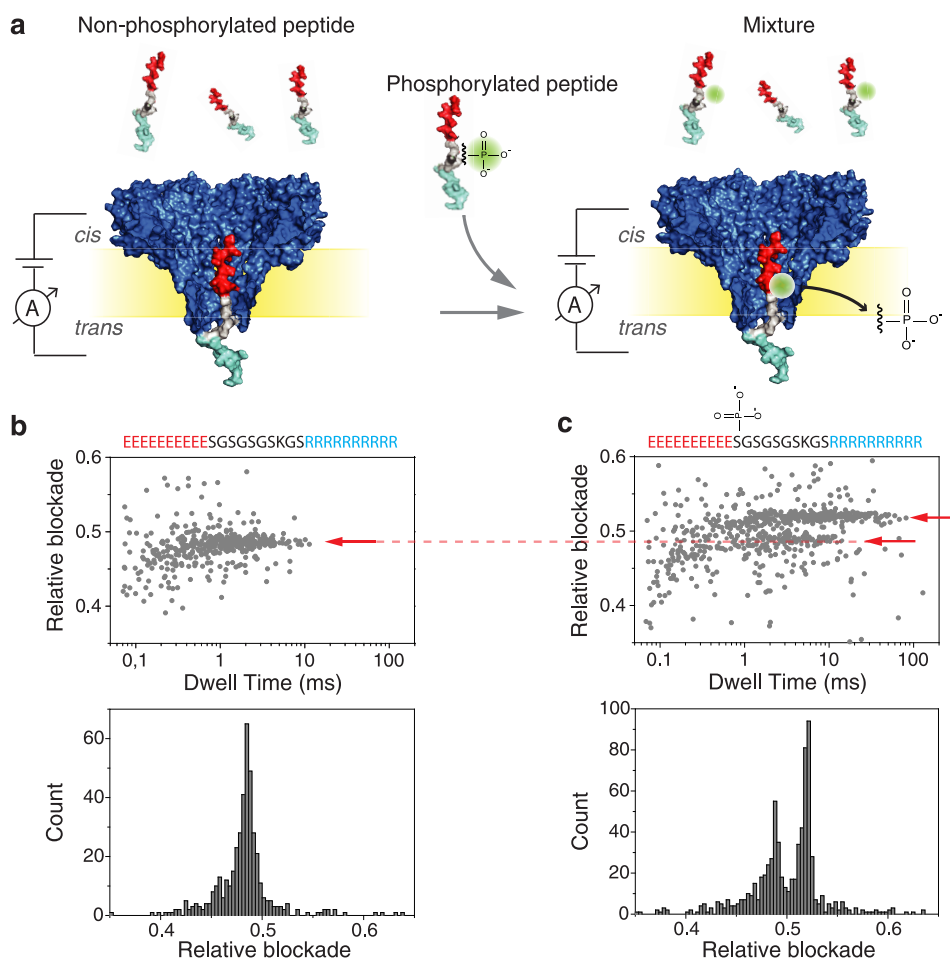 a
Non-phosphorylated peptide
Mixture
Phosphorylated peptide
O
P
O-
O-
cis
A
trans
cis
A
trans
O
P
O-
O-
b
EEEEEEEEEESGSGSGSKGSRRRRRRRRRR
c
O-
O
P
O-
EEEEEEEEEESGSGSGSKGSRRRRRRRRRR
0.6
0.5
0.4
Relative blockade
0,1
1
10
100
Dwell Time (ms)
0.6
0.5
0.4
Relative blockade
0.1
1
10
100
Dwell Time (ms)
60
40
20
0
Count
0.4
0.5
0.6
Relative blockade
100
80
60
40
20
0
Count
0.4
0.5
0.6
Relative blockade